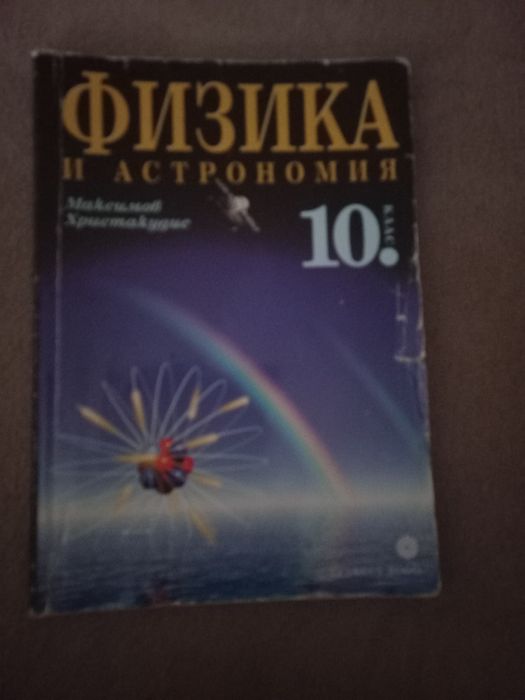 ФИЗИКА
И АСТРОНОМИЯ
Максимов
Христакудис
10.
КЛАС